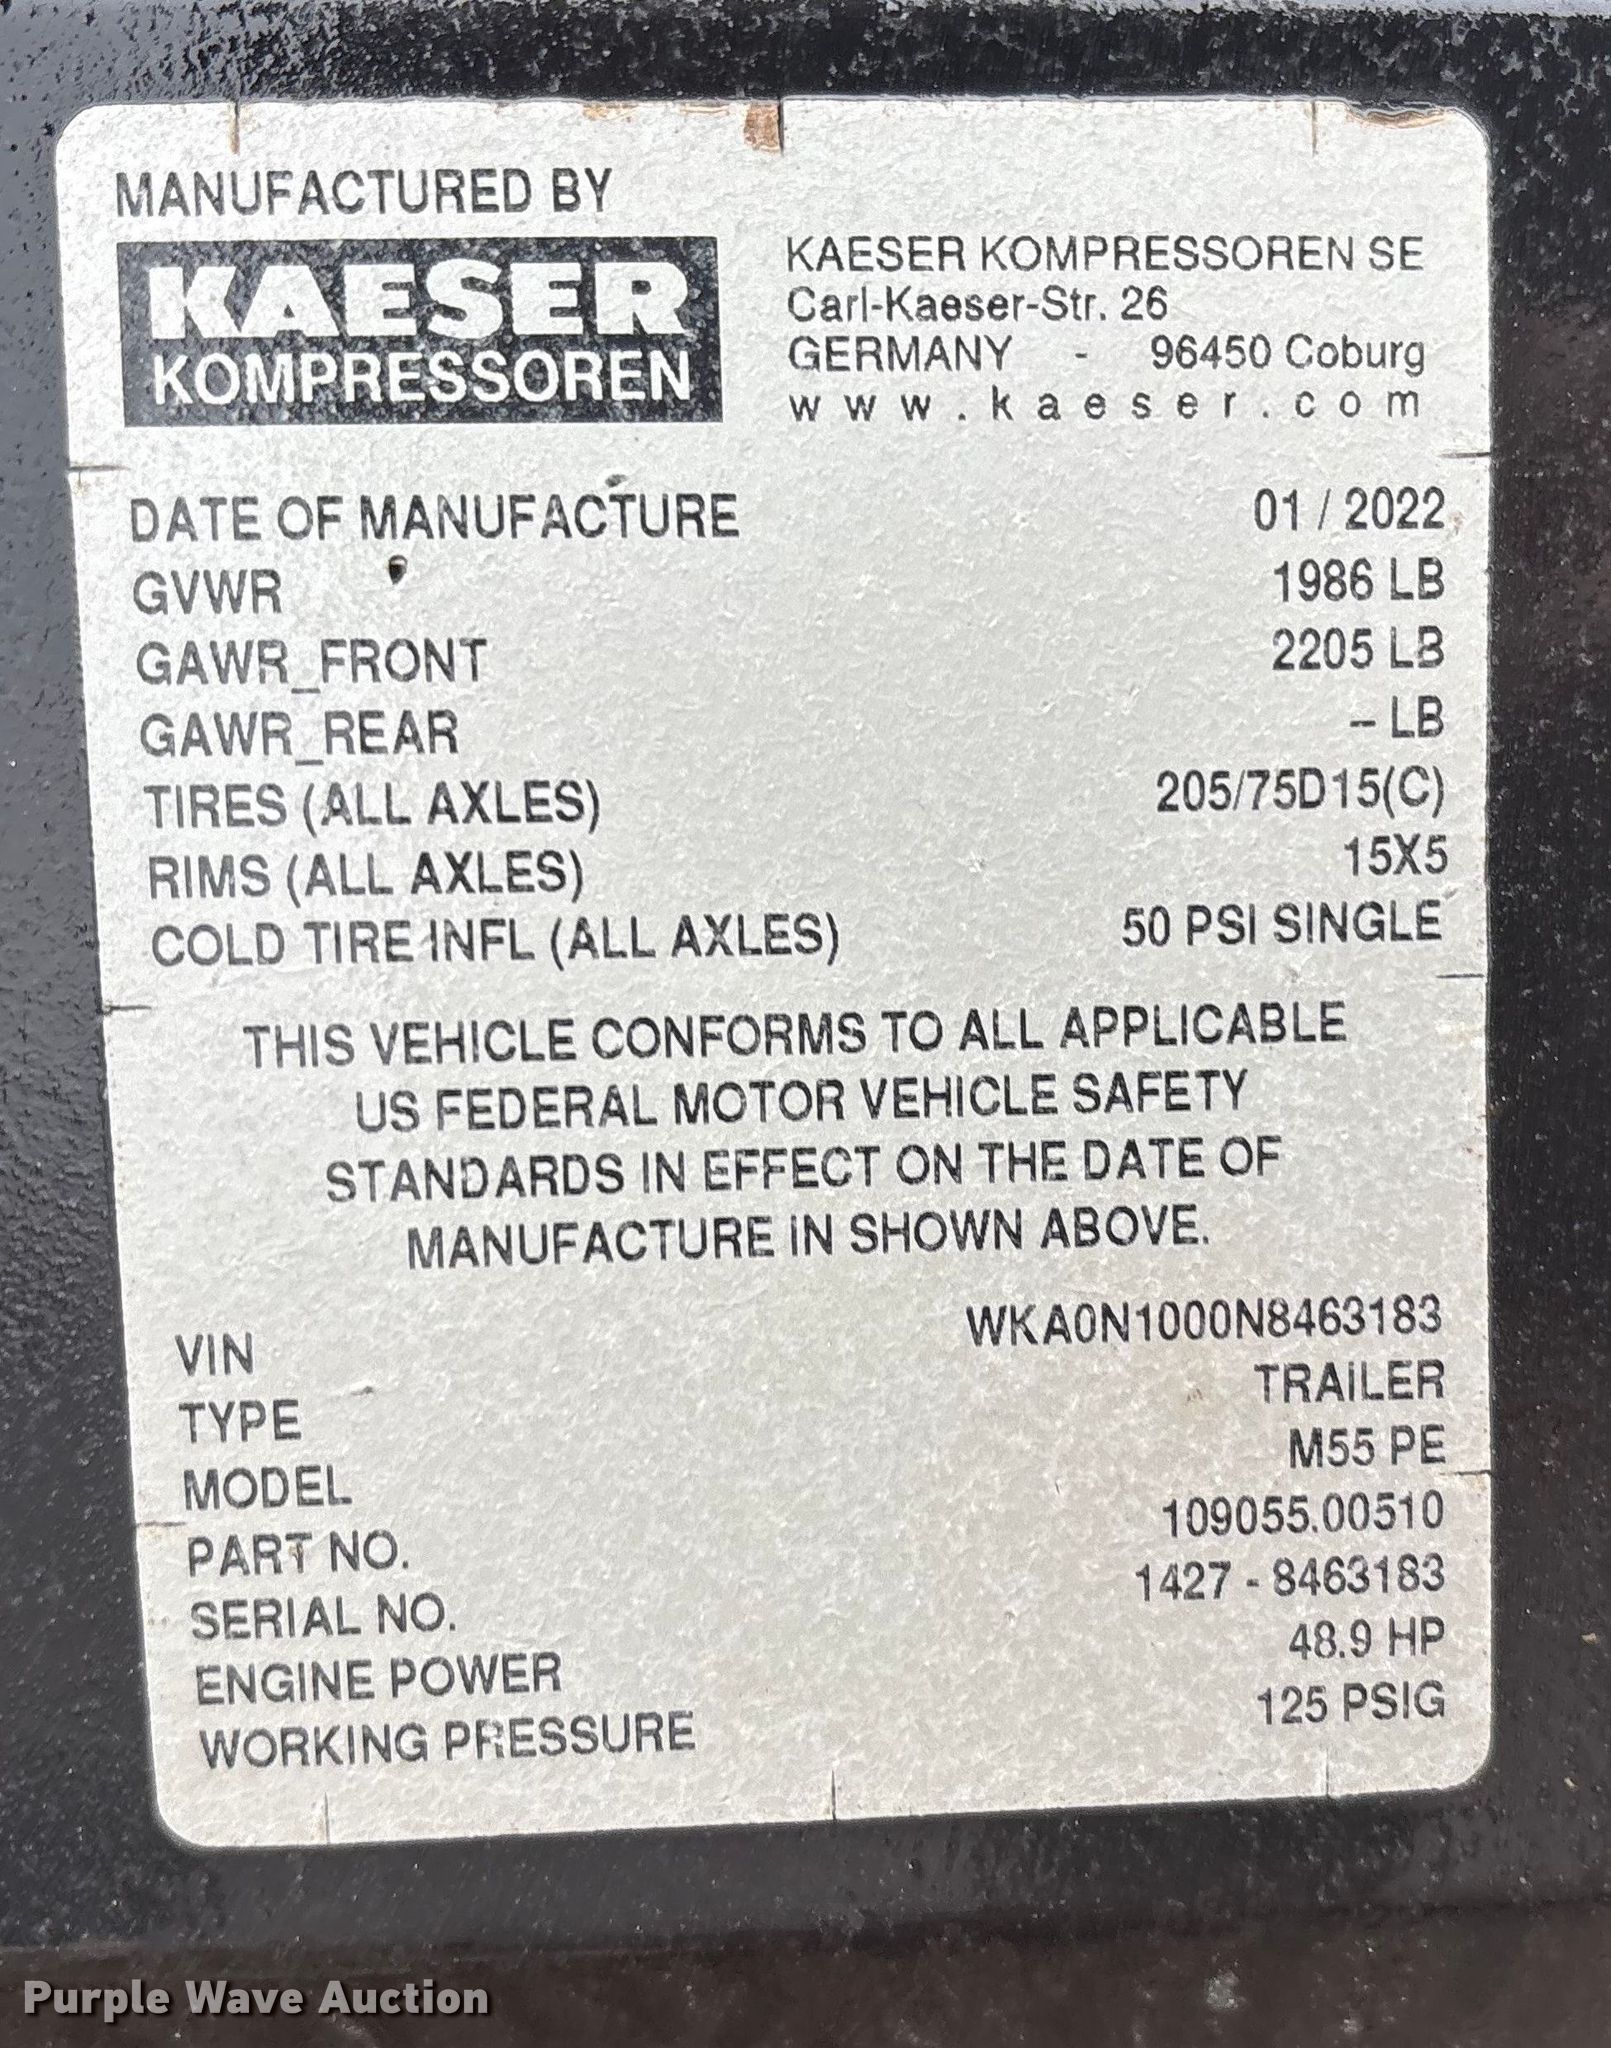 MANUFACTURED BY
KAESER
KOMPRESSOREN
KAESER KOMPRESSOREN SE
Carl-Kaeser-Str. 26
GERMANY - 96450 Coburg
www.kaeser.com
DATE OF MANUFACTURE 01 / 2022
GVWR 1986 LB
GAWR_FRONT 2205 LB
GAWR_REAR – LB
TIRES (ALL AXLES) 205/75D15(C)
RIMS (ALL AXLES) 15X5
COLD TIRE INFL (ALL AXLES) 50 PSI SINGLE
THIS VEHICLE CONFORMS TO ALL APPLICABLE
US FEDERAL MOTOR VEHICLE SAFETY
STANDARDS IN EFFECT ON THE DATE OF
MANUFACTURE IN SHOWN ABOVE.
VIN WKA0N1000N8463183
TYPE TRAILER
MODEL M55 PE
PART NO. 109055.00510
SERIAL NO. 1427 - 8463183
ENGINE POWER 48.9 HP
WORKING PRESSURE 125 PSIG
Purple Wave Auction